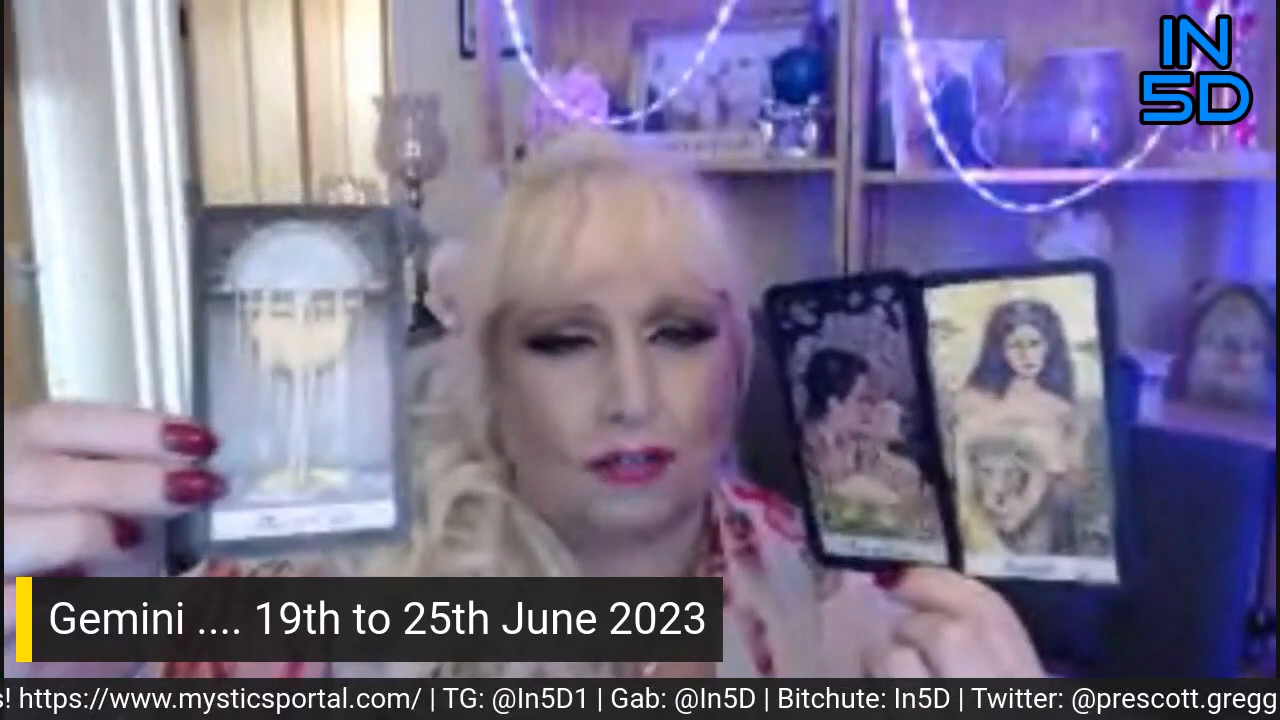 IN
5D
Gemini .... 19th to 25th June 2023
s! https://www.mysticsportal.com/ | TG: @In5D1 | Gab: @In5D | Bitchute: In5D | Twitter: @prescott.gregg